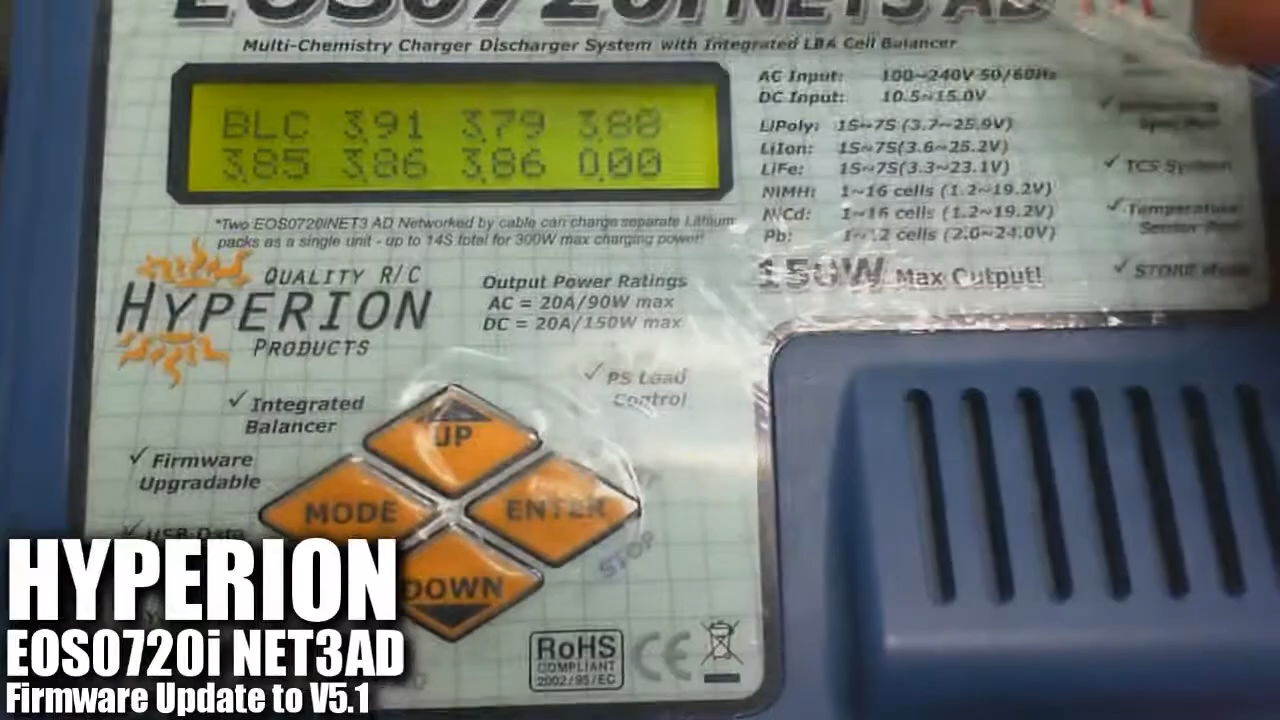 EOS0720i NET3 AD
Multi-Chemistry Charger Discharger System with Integrated LBA Cell Balancer
BLC 3.91 3.79 3.80
3.85 3.86 3.86 0.00
*Two EOS0720iNET3 AD Networked by cable can charge separate Lithium
packs as a single unit - up to 14S total for 300W max charging power!
AC Input: 100~240V 50/60Hz
DC Input: 10.5~15.0V
LiPoly: 1S~7S (3.7~25.9V)
LiIon: 1S~7S(3.6~25.2V)
LiFe: 1S~7S(3.3~23.1V)
NiMH: 1~16 cells (1.2~19.2V)
NiCd: 1~16 cells (1.2~19.2V)
Pb: 1~12 cells (2.0~24.0V)
150W Max Output!
✓ TCS System
✓ Temperature
Sensor Port
✓ STORE Mode
QUALITY R/C
HYPERION
PRODUCTS
Output Power Ratings
AC = 20A/90W max
DC = 20A/150W max
✓ PS Load
Control
✓ Integrated
Balancer
✓ Firmware
Upgradable
✓ USB Data
UP
MODE
ENTER
DOWN
STOP
RoHS
COMPLIANT
2002/95/EC
CE
HYPERION
EOS0720i NET3AD
Firmware Update to V5.1